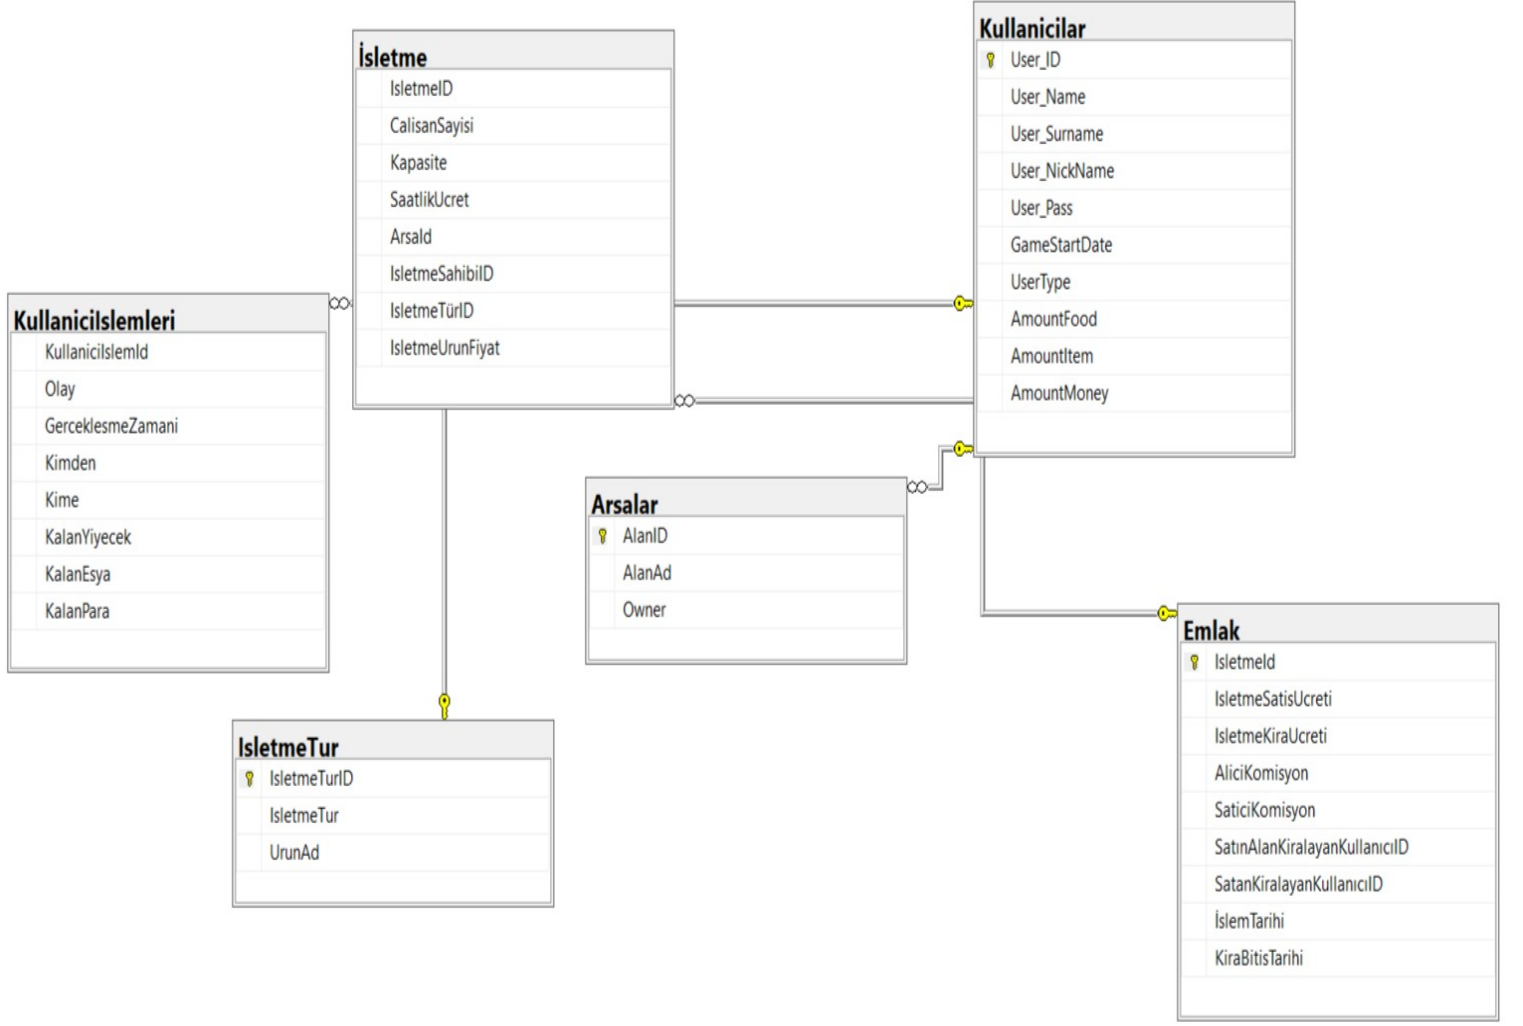 İsletme
IsletmeID
CalisanSayisi
Kapasite
SaatlikUcret
ArsaId
IsletmeSahibiID
IsletmeTürID
IsletmeUrunFiyat
Kullanicilar
User_ID
User_Name
User_Surname
User_NickName
User_Pass
GameStartDate
UserType
AmountFood
AmountItem
AmountMoney
KullaniciIslemleri
KullaniciIslemId
Olay
GerceklesmeZamani
Kimden
Kime
KalanYiyecek
KalanEsya
KalanPara
Arsalar
AlanID
AlanAd
Owner
IsletmeTur
IsletmeTurID
IsletmeTur
UrunAd
Emlak
IsletmeId
IsletmeSatisUcreti
IsletmeKiraUcreti
AliciKomisyon
SaticiKomisyon
SatınAlanKiralayanKullanıcıID
SatanKiralayanKullanıcıID
İslemTarihi
KiraBitisTarihi